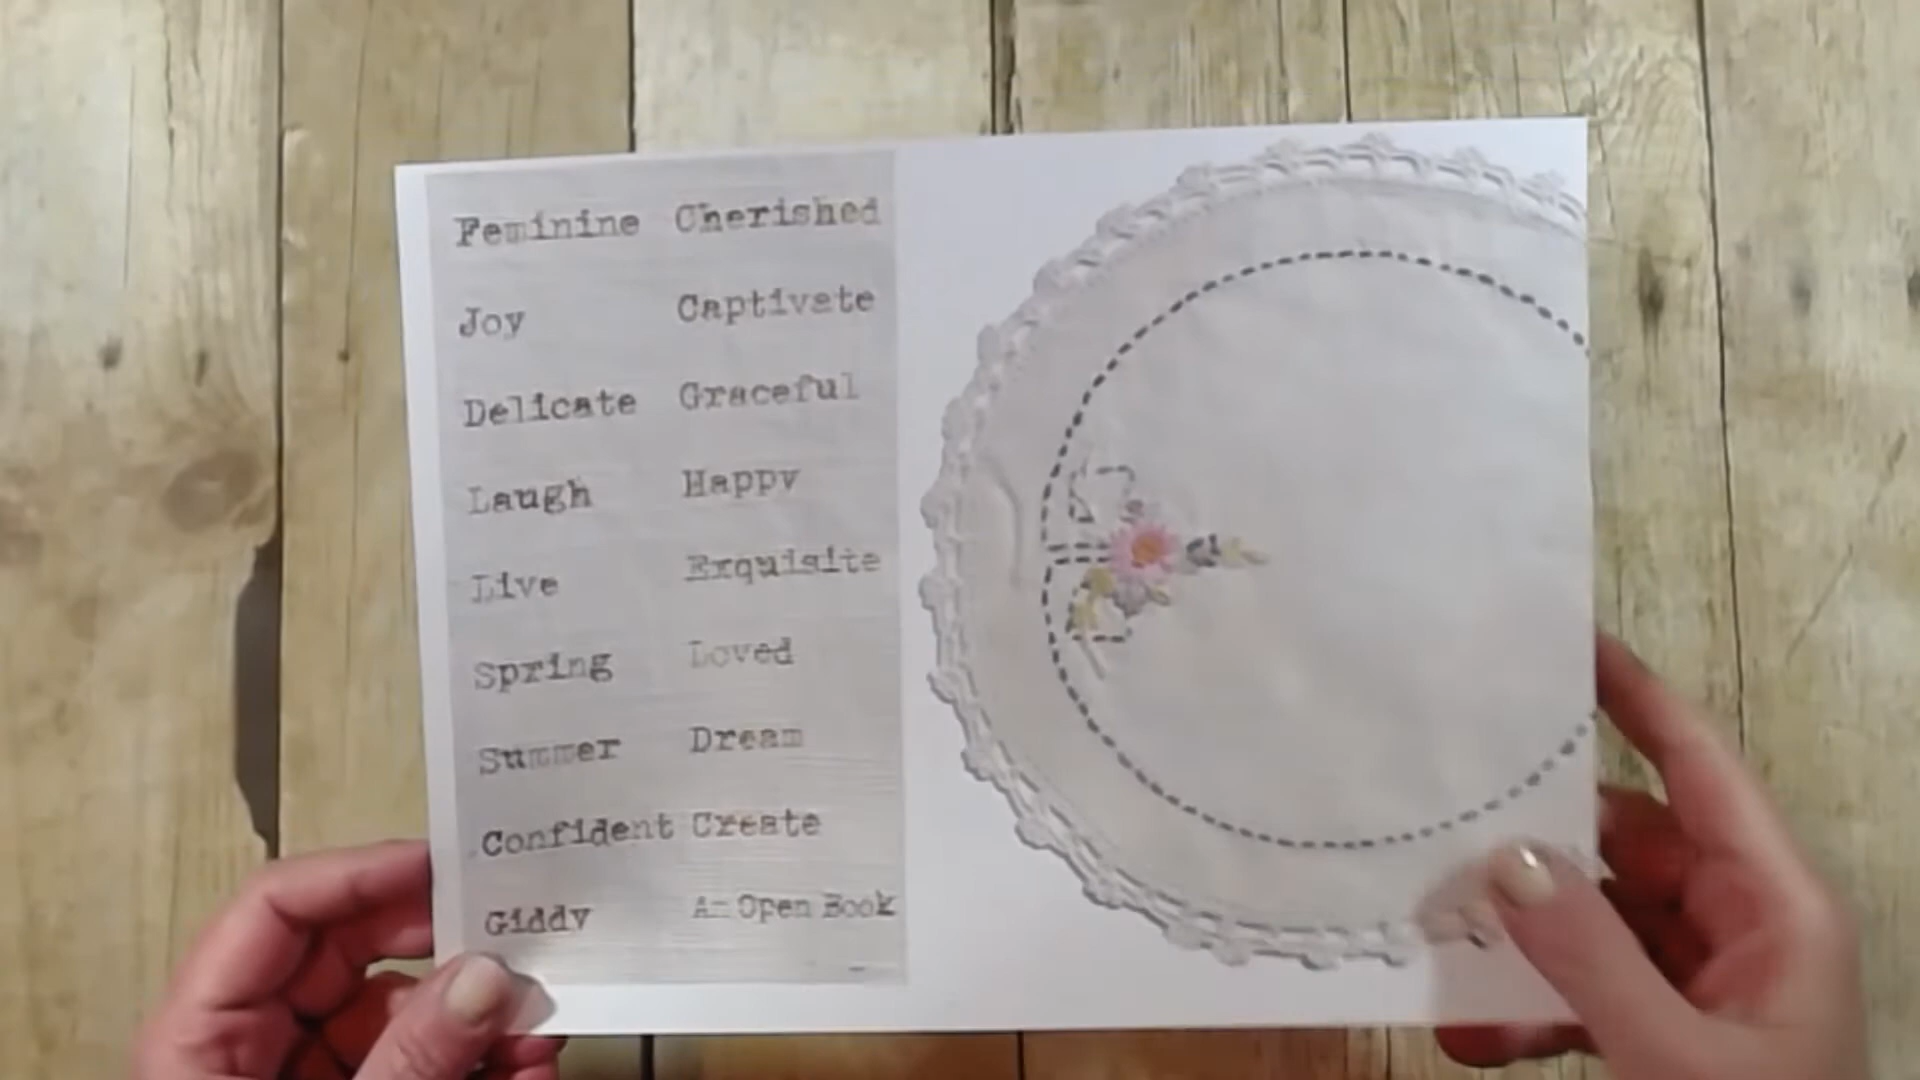 Feminine Cherished
Joy Captivate
Delicate Graceful
Laugh Happy
Live Exquisite
Spring Loved
Summer Dream
Confident Create
Giddy An Open Book